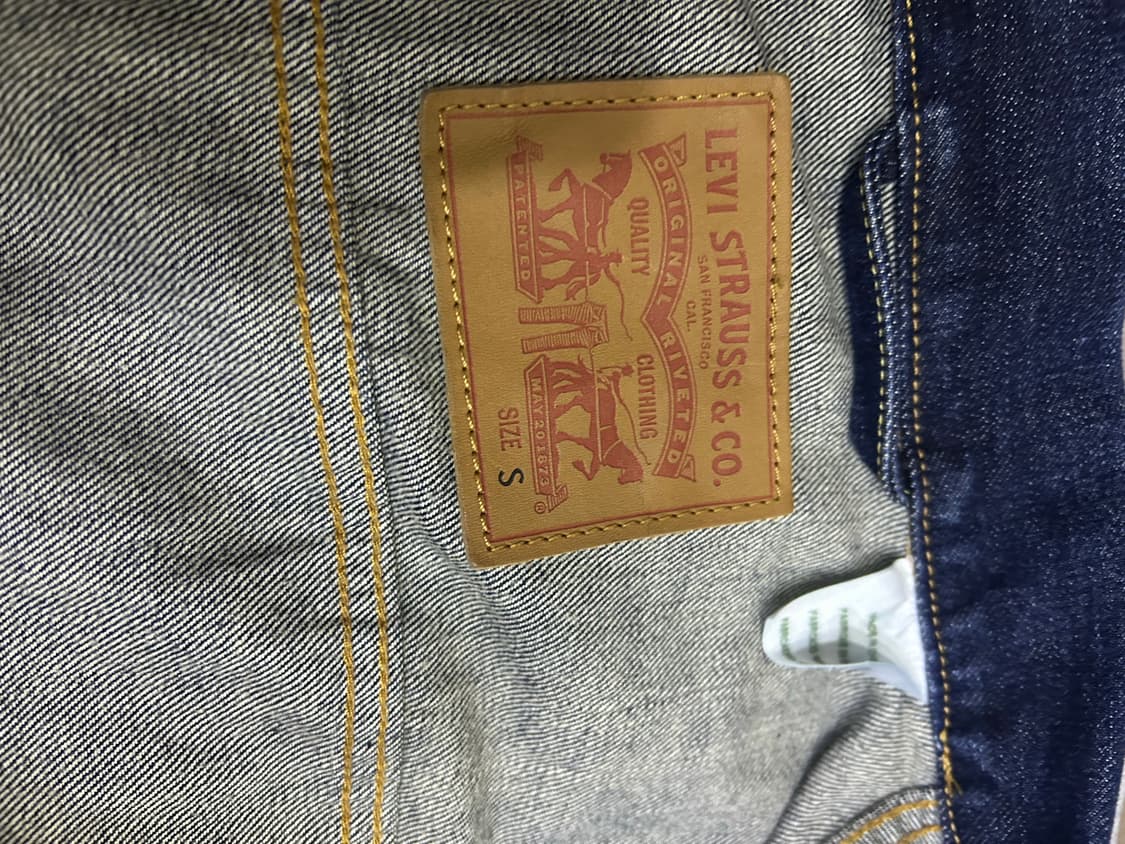 LEVI STRAUSS & CO.
SAN FRANCISCO
CAL.
ORIGINAL RIVETED
QUALITY CLOTHING
PATENTED
MAY 20 1873
®
SIZE S